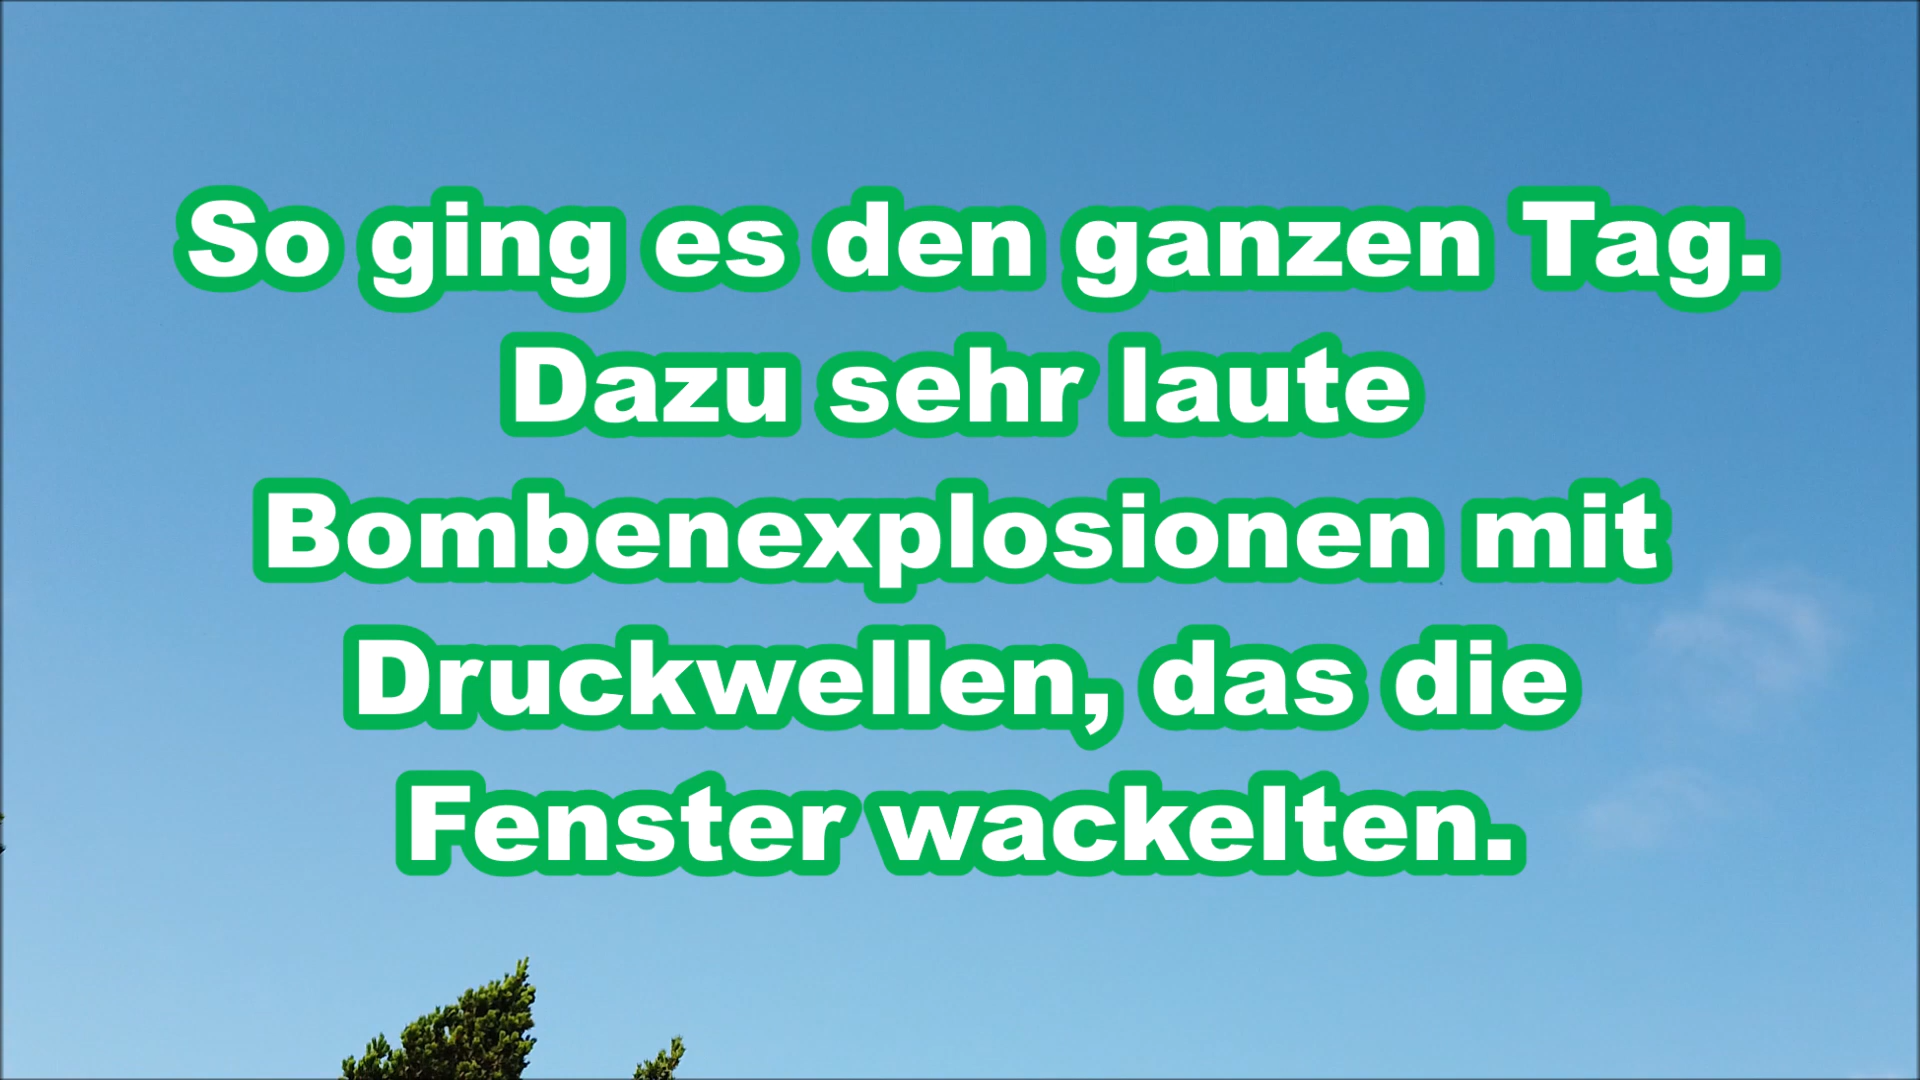 So ging es den ganzen Tag.
Dazu sehr laute
Bombenexplosionen mit
Druckwellen, das die
Fenster wackelten.